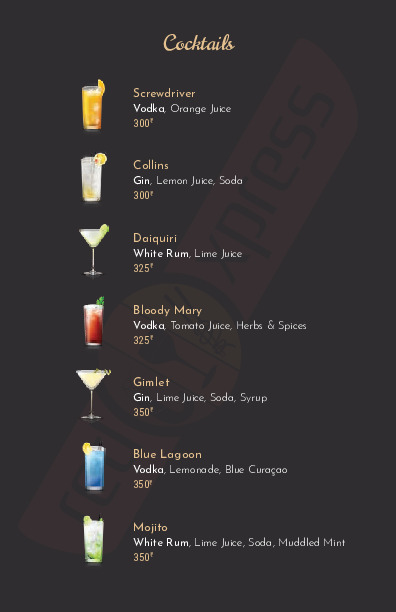 Cocktails
Screwdriver
Vodka, Orange Juice
300₹
Collins
Gin, Lemon Juice, Soda
300₹
Daiquiri
White Rum, Lime Juice
325₹
Bloody Mary
Vodka, Tomato Juice, Herbs & Spices
325₹
Gimlet
Gin, Lime Juice, Soda, Syrup
350₹
Blue Lagoon
Vodka, Lemonade, Blue Curaçao
350₹
Mojito
White Rum, Lime Juice, Soda, Muddled Mint
350₹